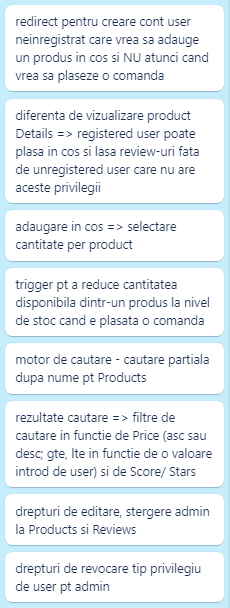 redirect pentru creare cont user
neinregistrat care vrea sa adauge
un produs in cos si NU atunci cand
vrea sa plaseze o comanda
diferenta de vizualizare product
Details => registered user poate
plasa in cos si lasa review-uri fata
de unregistered user care nu are
aceste privilegii
adaugare in cos => selectare
cantitate per product
trigger pt a reduce cantitatea
disponibila dintr-un produs la nivel
de stoc cand e plasata o comanda
motor de cautare - cautare partiala
dupa nume pt Products
rezultate cautare => filtre de
cautare in functie de Price (asc sau
desc; gte, lte in functie de o valoare
introd de user) si de Score/ Stars
drepturi de editare, stergere admin
la Products si Reviews
drepturi de revocare tip privilegiu
de user pt admin